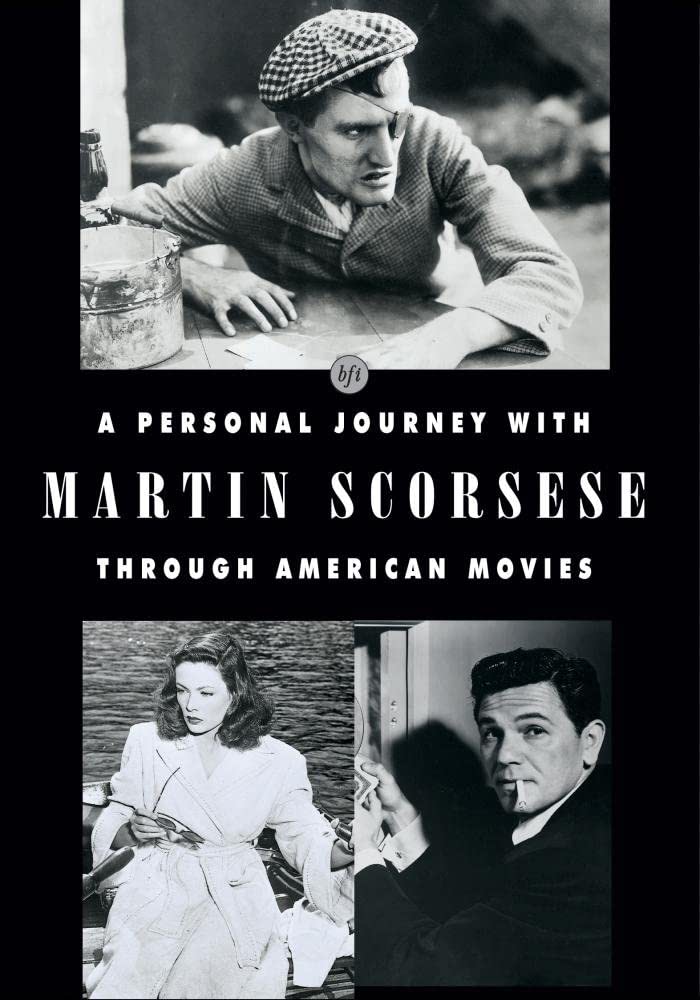 bfi
A PERSONAL JOURNEY WITH
MARTIN SCORSESE
THROUGH AMERICAN MOVIES